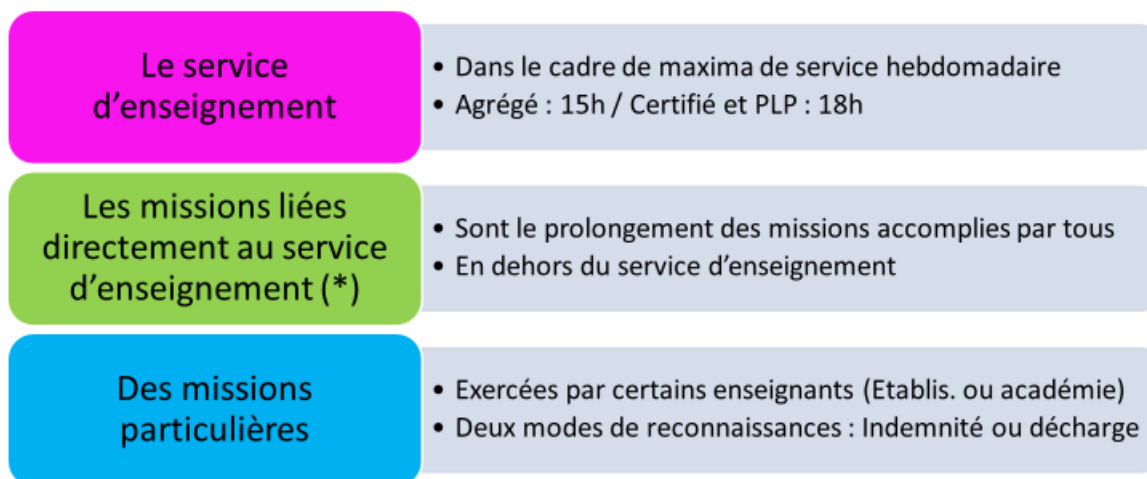 Le service
d'enseignement
• Dans le cadre de maxima de service hebdomadaire
• Agrégé : 15h / Certifié et PLP : 18h
Les missions liées
directement au service
d'enseignement (*)
• Sont le prolongement des missions accomplies par tous
• En dehors du service d'enseignement
Des missions
particulières
• Exercées par certains enseignants (Etablis. ou académie)
• Deux modes de reconnaissances : Indemnité ou décharge